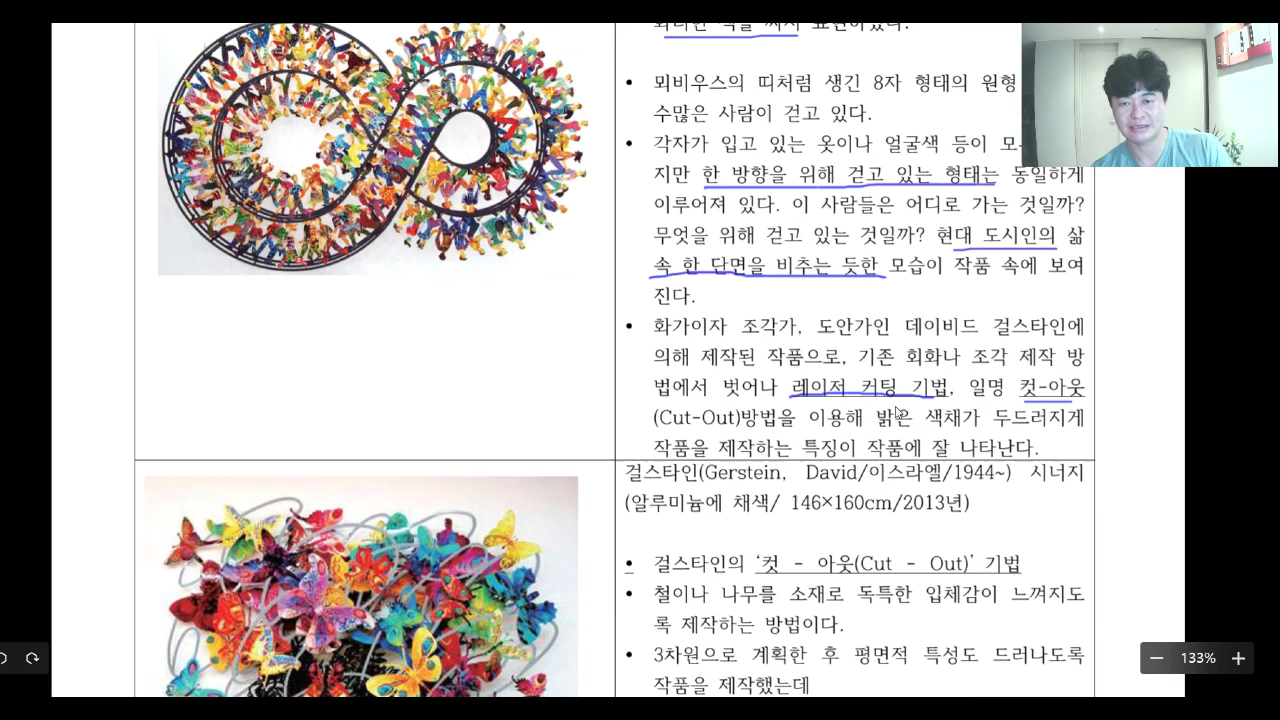 화려한 색을 써서 표현하였다.
• 뫼비우스의 띠처럼 생긴 8자 형태의 원형
수많은 사람이 걷고 있다.
• 각자가 입고 있는 옷이나 얼굴색 등이
지만 한 방향을 위해 걷고 있는 형태는 동일하게
이루어져 있다. 이 사람들은 어디로 가는 것일까?
무엇을 위해 걷고 있는 것일까? 현대 도시인의 삶
속 한 단면을 비추는 듯한 모습이 작품 속에 보여
진다.
• 화가이자 조각가, 도안가인 데이비드 걸스타인에
의해 제작된 작품으로, 기존 회화나 조각 제작 방
법에서 벗어나 레이저 커팅 기법, 일명 컷-아웃
(Cut-Out)방법을 이용해 밝은 색채가 두드러지게
작품을 제작하는 특징이 작품에 잘 나타난다.
걸스타인(Gerstein, David/이스라엘/1944~) 시너지
(알루미늄에 채색/ 146×160cm/2013년)
• 걸스타인의 ‘컷 - 아웃(Cut - Out)’ 기법
• 철이나 나무를 소재로 독특한 입체감이 느껴지도
록 제작하는 방법이다.
• 3차원으로 계획한 후 평면적 특성도 드러나도록
작품을 제작했는데
133%